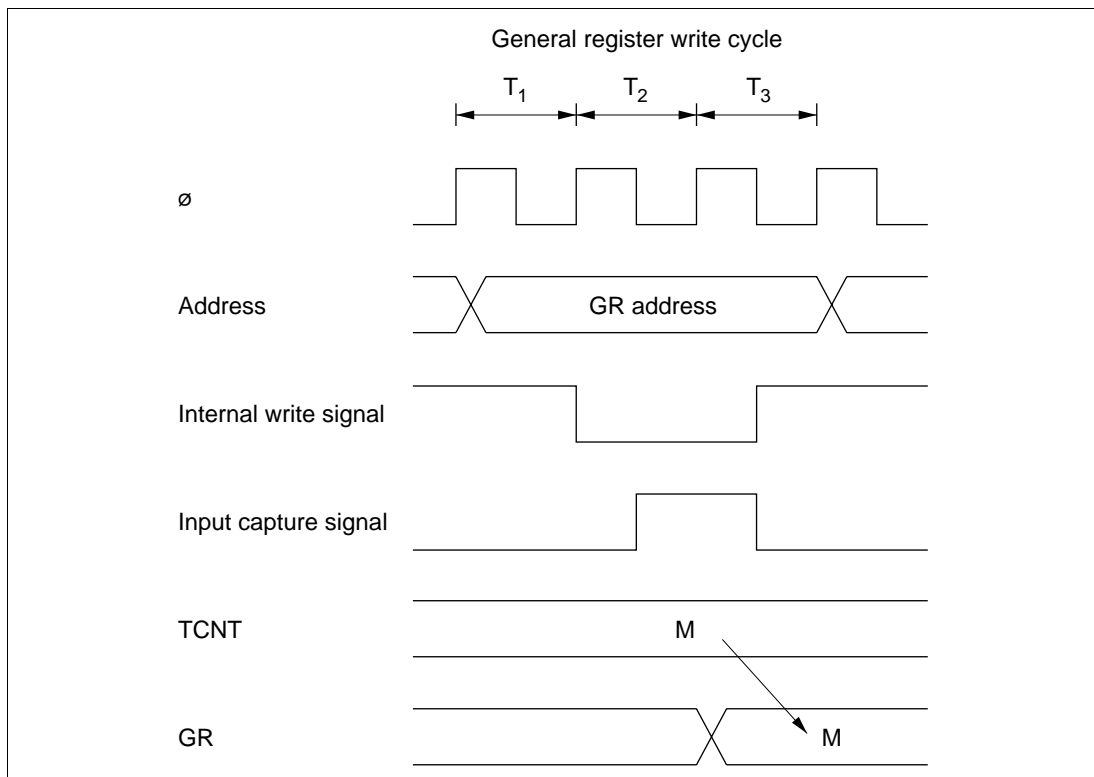 General register write cycle
T1 T2 T3
ø
Address GR address
Internal write signal
Input capture signal
TCNT M
GR M